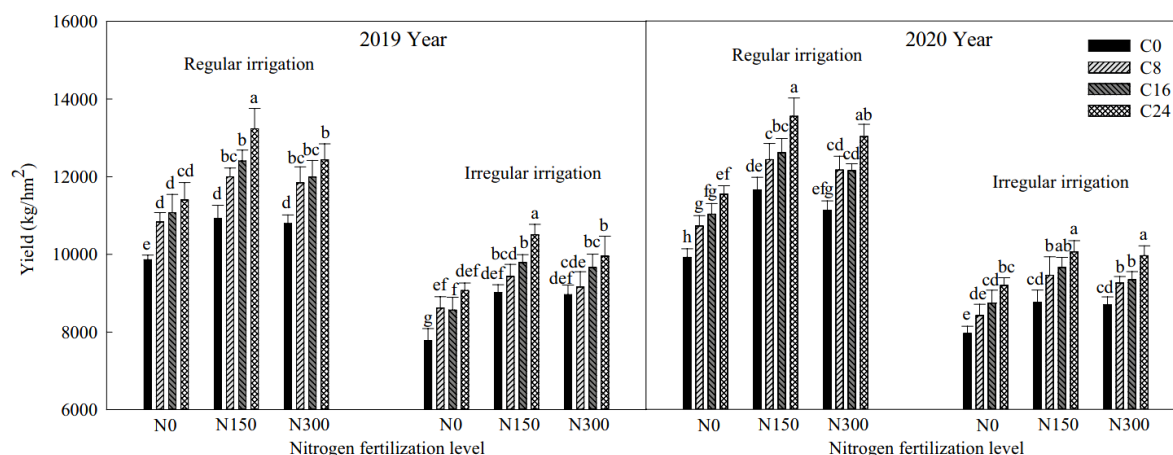 16000
14000
12000
10000
8000
6000
Yield (kg/hm²)
2019 Year
Regular irrigation
e d d cd
d bc b a
d bc bc b
Irregular irrigation
g ef f def
def bcd b a
def cde bc b
N0 N150 N300 N0 N150 N300
Nitrogen fertilization level
2020 Year
Regular irrigation
h g fg ef
de c bc a
efg cd cd ab
Irregular irrigation
e de cd bc
cd b ab a
cd b b a
N0 N150 N300 N0 N150 N300
Nitrogen fertilization level
C0
C8
C16
C24